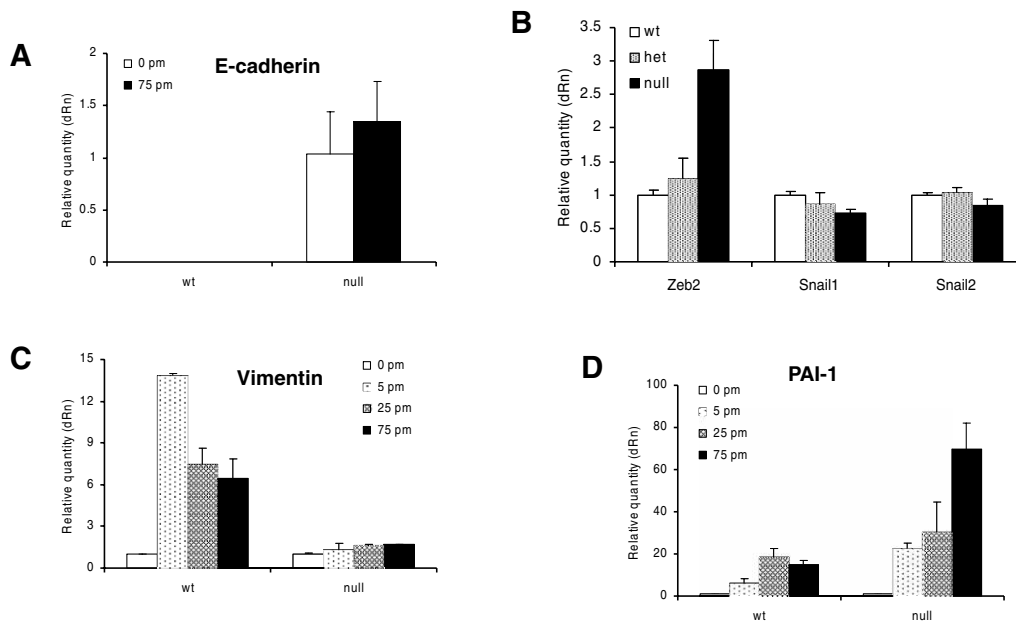 A
E-cadherin
0 pm
75 pm
Relative quantity (dRn)
2
1.5
1
0.5
0
wt
null
B
wt
het
null
Relative quantity (dRn)
3.5
3
2.5
2
1.5
1
0.5
0
Zeb2
Snail1
Snail2
C
Vimentin
0 pm
5 pm
25 pm
75 pm
Relative quantity (dRn)
15
12
9
6
3
0
wt
null
D
PAI-1
0 pm
5 pm
25 pm
75 pm
Relative quantity (dRn)
100
80
60
40
20
0
wt
null